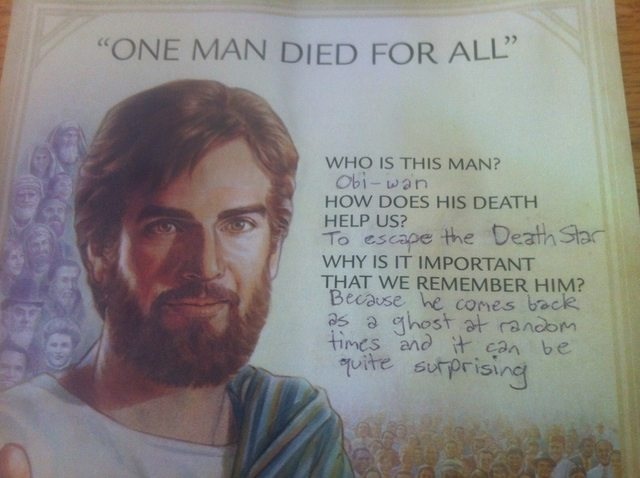 “ONE MAN DIED FOR ALL”
WHO IS THIS MAN?
Obi-wan
HOW DOES HIS DEATH
HELP US?
To escape the Death Star
WHY IS IT IMPORTANT
THAT WE REMEMBER HIM?
Because he comes back
as a ghost at random
times and it can be
quite surprising